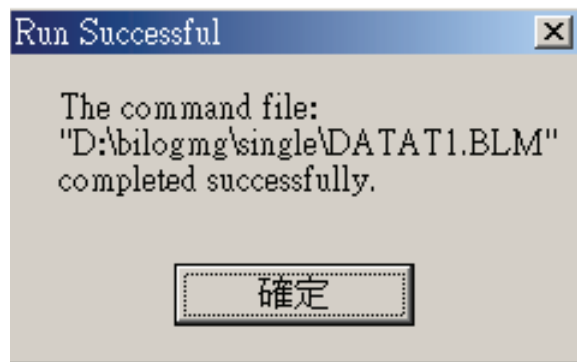 Run Successful
The command file:
"D:\bilogmg\single\DATAT1.BLM"
completed successfully.
確定